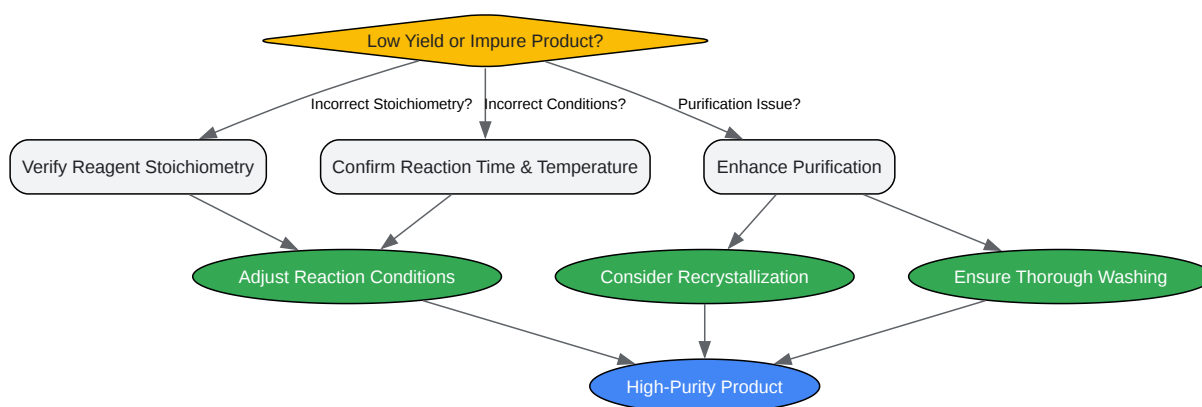 Low Yield or Impure Product?
Incorrect Stoichiometry?
Incorrect Conditions?
Purification Issue?
Verify Reagent Stoichiometry
Confirm Reaction Time & Temperature
Enhance Purification
Adjust Reaction Conditions
Consider Recrystallization
Ensure Thorough Washing
High-Purity Product